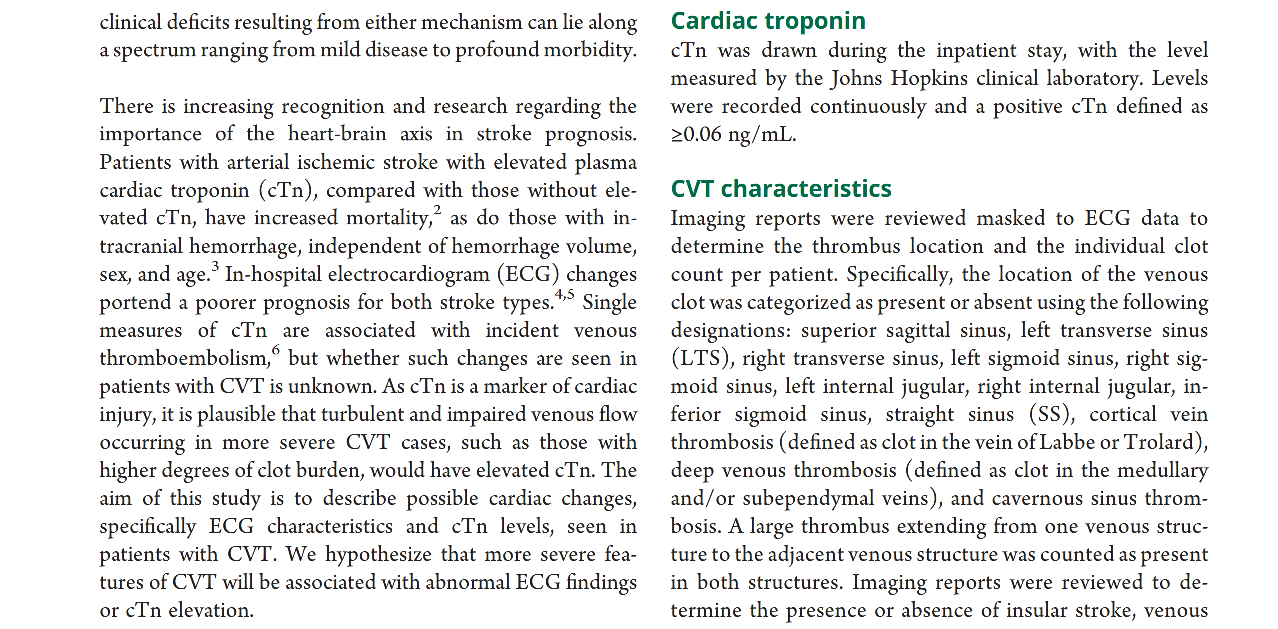 clinical deficits resulting from either mechanism can lie along
a spectrum ranging from mild disease to profound morbidity.
There is increasing recognition and research regarding the
importance of the heart-brain axis in stroke prognosis.
Patients with arterial ischemic stroke with elevated plasma
cardiac troponin (cTn), compared with those without ele-
vated cTn, have increased mortality,2 as do those with in-
tracranial hemorrhage, independent of hemorrhage volume,
sex, and age.3 In-hospital electrocardiogram (ECG) changes
portend a poorer prognosis for both stroke types.4,5 Single
measures of cTn are associated with incident venous
thromboembolism,6 but whether such changes are seen in
patients with CVT is unknown. As cTn is a marker of cardiac
injury, it is plausible that turbulent and impaired venous flow
occurring in more severe CVT cases, such as those with
higher degrees of clot burden, would have elevated cTn. The
aim of this study is to describe possible cardiac changes,
specifically ECG characteristics and cTn levels, seen in
patients with CVT. We hypothesize that more severe fea-
tures of CVT will be associated with abnormal ECG findings
or cTn elevation.
Cardiac troponin
cTn was drawn during the inpatient stay, with the level
measured by the Johns Hopkins clinical laboratory. Levels
were recorded continuously and a positive cTn defined as
≥0.06 ng/mL.
CVT characteristics
Imaging reports were reviewed masked to ECG data to
determine the thrombus location and the individual clot
count per patient. Specifically, the location of the venous
clot was categorized as present or absent using the following
designations: superior sagittal sinus, left transverse sinus
(LTS), right transverse sinus, left sigmoid sinus, right sig-
moid sinus, left internal jugular, right internal jugular, in-
ferior sigmoid sinus, straight sinus (SS), cortical vein
thrombosis (defined as clot in the vein of Labbe or Trolard),
deep venous thrombosis (defined as clot in the medullary
and/or subependymal veins), and cavernous sinus throm-
bosis. A large thrombus extending from one venous struc-
ture to the adjacent venous structure was counted as present
in both structures. Imaging reports were reviewed to de-
termine the presence or absence of insular stroke, venous